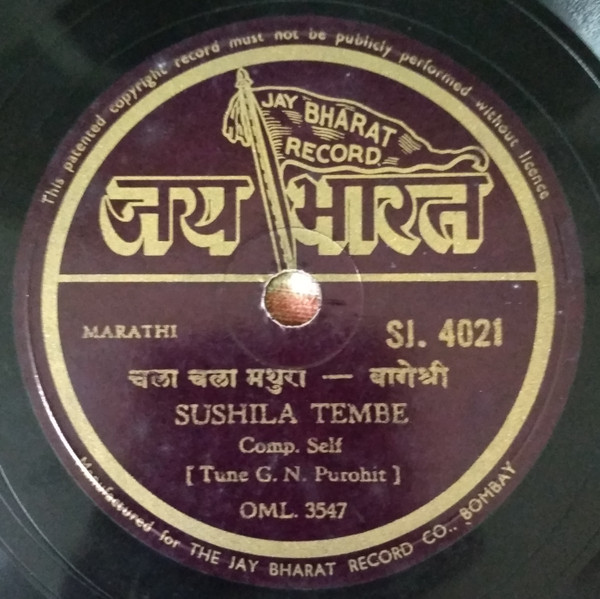 This patented copyright record must not be publicly performed without licence
JAY BHARAT
RECORD.
जय भारत
MARATHI
SJ. 4021
चला चला मथुरा — बागेश्री
SUSHILA TEMBE
Comp. Self
[ Tune G. N. Purohit ]
OML. 3547
Manufactured for THE JAY BHARAT RECORD CO., BOMBAY